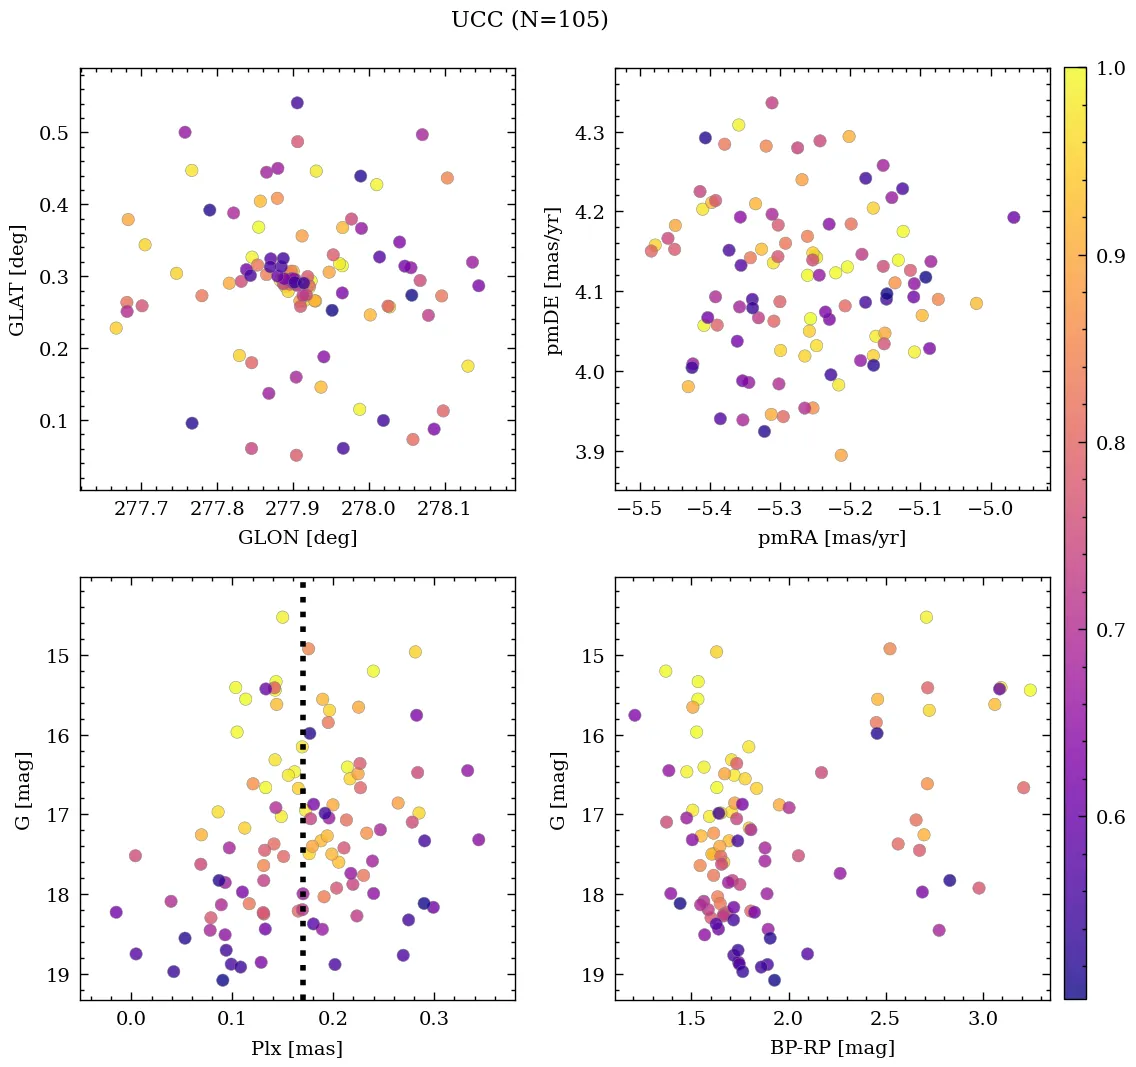 UCC (N=105)
0.5
0.4
0.3
0.2
0.1
GLAT [deg]
277.7 277.8 277.9 278.0 278.1
GLON [deg]
4.3
4.2
4.1
4.0
3.9
pmDE [mas/yr]
−5.5 −5.4 −5.3 −5.2 −5.1 −5.0
pmRA [mas/yr]
1.0
0.9
0.8
0.7
0.6
15
16
17
18
19
G [mag]
0.0 0.1 0.2 0.3
Plx [mas]
15
16
17
18
19
G [mag]
1.5 2.0 2.5 3.0
BP-RP [mag]